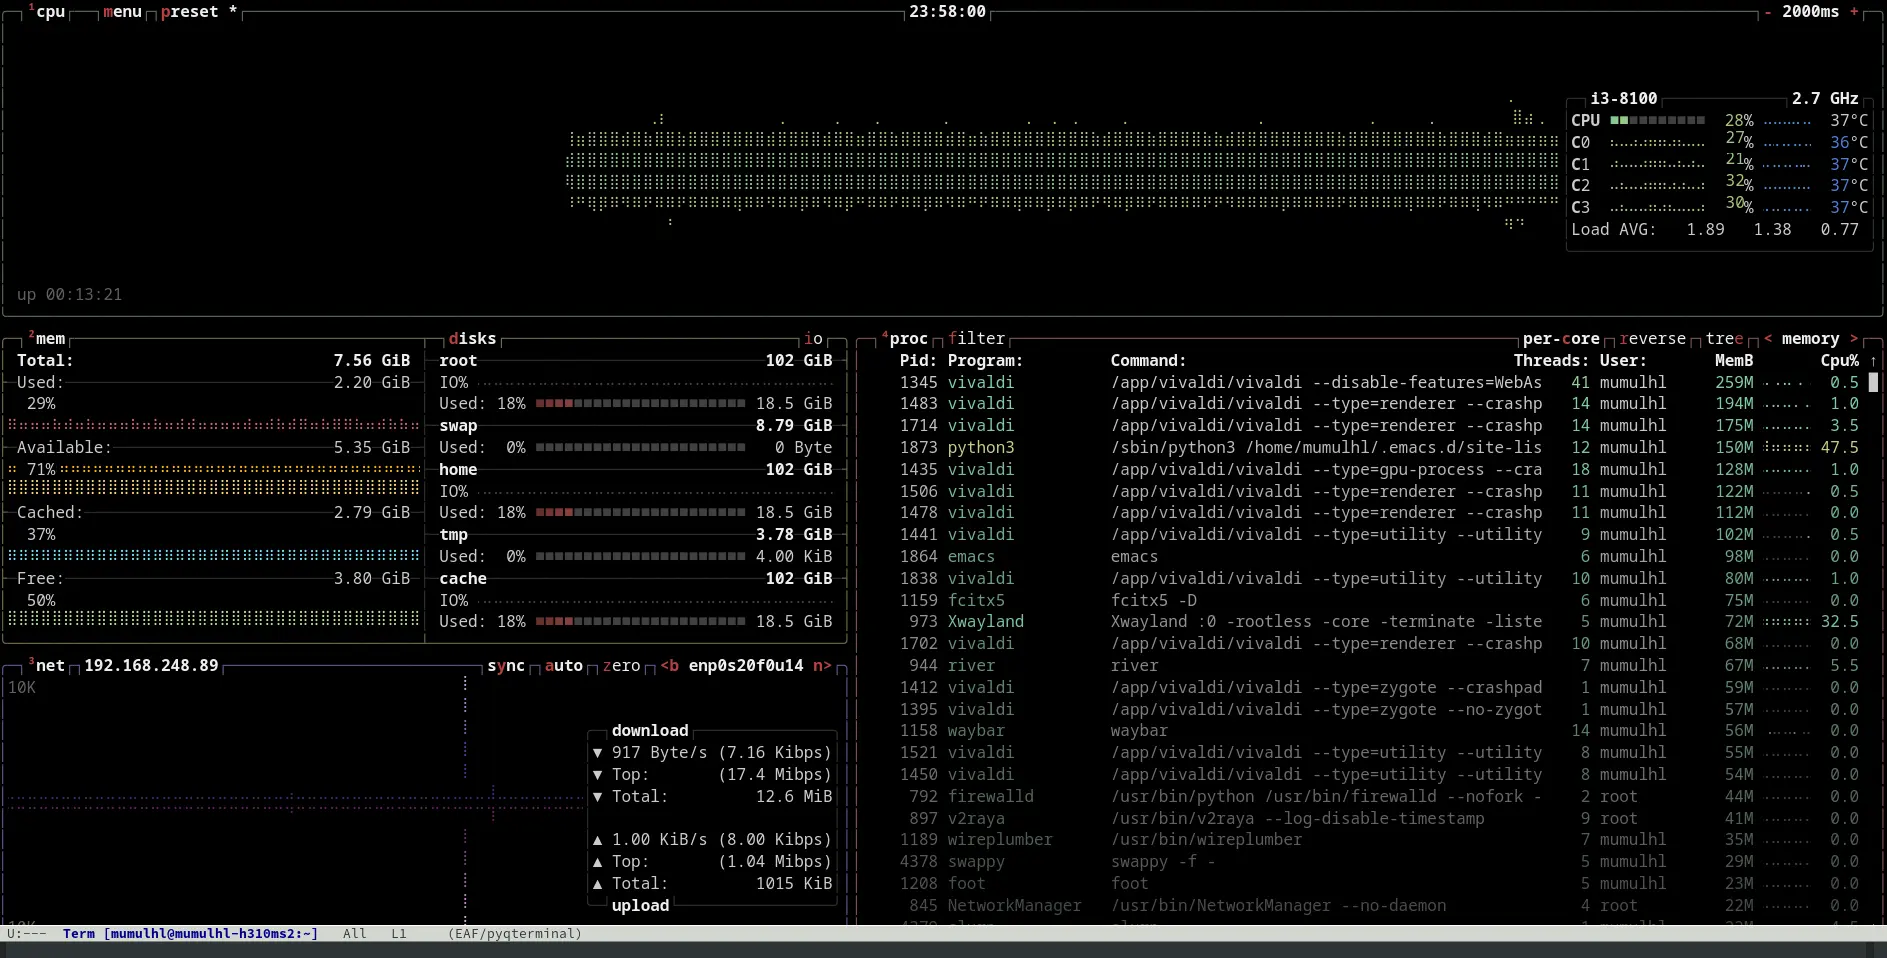 ¹cpu menu preset * 23:58:00 - 2000ms +
i3-8100 2.7 GHz
CPU 28% 37°C
C0 27% 36°C
C1 21% 37°C
C2 32% 37°C
C3 30% 37°C
Load AVG: 1.89 1.38 0.77
up 00:13:21
²mem
Total: 7.56 GiB
Used: 2.20 GiB
29%
Available: 5.35 GiB
71%
Cached: 2.79 GiB
37%
Free: 3.80 GiB
50%
disks io
root 102 GiB
IO%
Used: 18% 18.5 GiB
swap 8.79 GiB
Used: 0% 0 Byte
home 102 GiB
IO%
Used: 18% 18.5 GiB
tmp 3.78 GiB
Used: 0% 4.00 KiB
cache 102 GiB
IO%
Used: 18% 18.5 GiB
³net 192.168.248.89 sync auto zero <b enp0s20f0u14 n>
10K
download
▼ 917 Byte/s (7.16 Kibps)
▼ Top: (17.4 Mibps)
▼ Total: 12.6 MiB
▲ 1.00 KiB/s (8.00 Kibps)
▲ Top: (1.04 Mibps)
▲ Total: 1015 KiB
upload
⁴proc filter per-core reverse tree < memory >
Pid: Program: Command: Threads: User: MemB Cpu% ↑
1345 vivaldi /app/vivaldi/vivaldi --disable-features=WebAs 41 mumulhl 259M 0.5
1483 vivaldi /app/vivaldi/vivaldi --type=renderer --crashp 14 mumulhl 194M 1.0
1714 vivaldi /app/vivaldi/vivaldi --type=renderer --crashp 14 mumulhl 175M 3.5
1873 python3 /sbin/python3 /home/mumulhl/.emacs.d/site-lis 12 mumulhl 150M 47.5
1435 vivaldi /app/vivaldi/vivaldi --type=gpu-process --cra 18 mumulhl 128M 1.0
1506 vivaldi /app/vivaldi/vivaldi --type=renderer --crashp 11 mumulhl 122M 0.5
1478 vivaldi /app/vivaldi/vivaldi --type=renderer --crashp 11 mumulhl 112M 0.0
1441 vivaldi /app/vivaldi/vivaldi --type=utility --utility 9 mumulhl 102M 0.5
1864 emacs emacs 6 mumulhl 98M 0.0
1838 vivaldi /app/vivaldi/vivaldi --type=utility --utility 10 mumulhl 80M 1.0
1159 fcitx5 fcitx5 -D 6 mumulhl 75M 0.0
973 Xwayland Xwayland :0 -rootless -core -terminate -liste 5 mumulhl 72M 32.5
1702 vivaldi /app/vivaldi/vivaldi --type=renderer --crashp 10 mumulhl 68M 0.0
944 river river 7 mumulhl 67M 5.5
1412 vivaldi /app/vivaldi/vivaldi --type=zygote --crashpad 1 mumulhl 59M 0.0
1395 vivaldi /app/vivaldi/vivaldi --type=zygote --no-zygot 1 mumulhl 57M 0.0
1158 waybar waybar 14 mumulhl 56M 0.0
1521 vivaldi /app/vivaldi/vivaldi --type=utility --utility 8 mumulhl 55M 0.0
1450 vivaldi /app/vivaldi/vivaldi --type=utility --utility 8 mumulhl 54M 0.0
792 firewalld /usr/bin/python /usr/bin/firewalld --nofork - 2 root 44M 0.0
897 v2raya /usr/bin/v2raya --log-disable-timestamp 9 root 41M 0.0
1189 wireplumber /usr/bin/wireplumber 7 mumulhl 35M 0.0
4378 swappy swappy -f - 5 mumulhl 29M 0.0
1208 foot foot 5 mumulhl 23M 0.0
845 NetworkManager /usr/bin/NetworkManager --no-daemon 4 root 22M 0.0
U:--- Term [mumulhl@mumulhl-h310ms2:~] All L1 (EAF/pyqterminal)